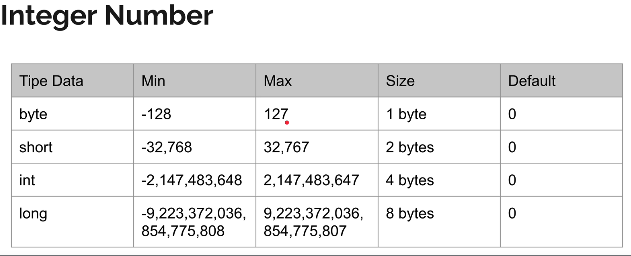 Integer Number
Tipe Data Min Max Size Default
byte -128 127 1 byte 0
short -32,768 32,767 2 bytes 0
int -2,147,483,648 2,147,483,647 4 bytes 0
long -9,223,372,036, 9,223,372,036, 8 bytes 0
854,775,808 854,775,807